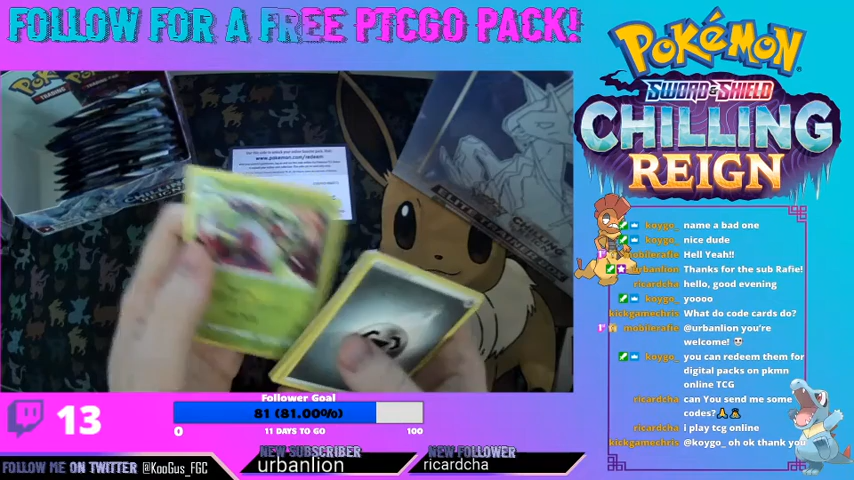 FOLLOW FOR A FREE PTCGO PACK!
POKéMON
SWORD & SHIELD
CHILLING
REIGN
www.pokemon.com/redeem
koygo_ name a bad one
koygo_ nice dude
mobilerafie Hell Yeah!!
urbanlion Thanks for the sub Rafie!
ricardcha hello, good evening
koygo_ yoooo
kickgamechris What do code cards do?
mobilerafie @urbanlion you're
welcome!
koygo_ you can redeem them for
digital packs on pkmn
online TCG
ricardcha can You send me some
codes?
ricardcha i play tcg online
kickgamechris @koygo_ oh ok thank you
13
Follower Goal
81 (81.00%)
0 11 DAYS TO GO 100
FOLLOW ME ON TWITTER @KooGus_FGC
NEW SUBSCRIBER
urbanlion
NEW FOLLOWER
ricardcha